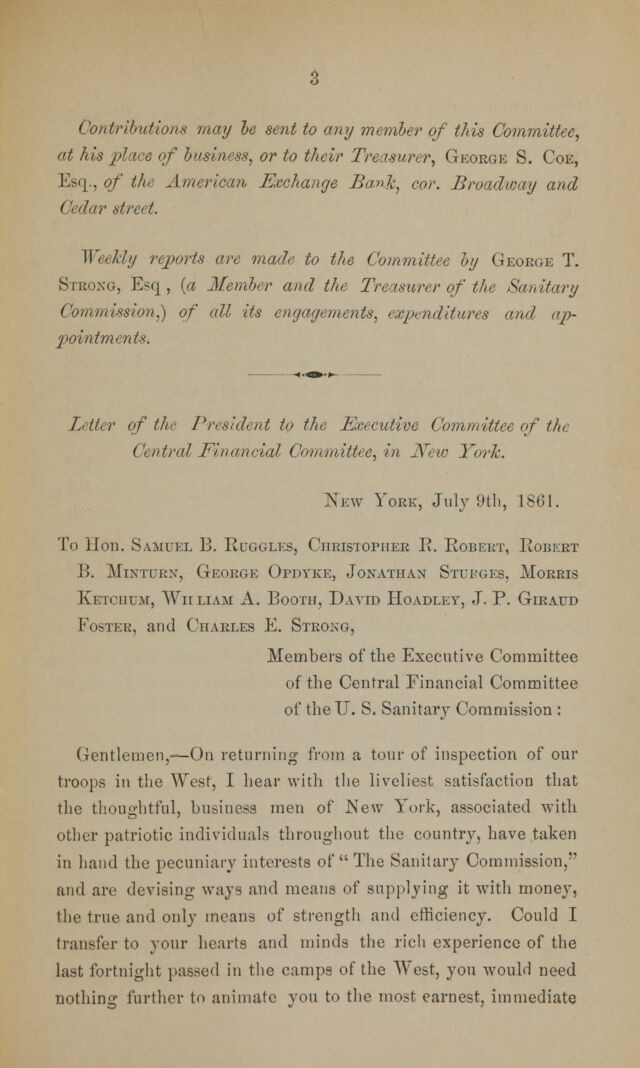 3
Contributions may be sent to any member of this Committee,
at his place of business, or to their Treasurer, George S. Coe,
Esq., of the American Exchange Bank, cor. Broadway and
Cedar street.
Weekly reports are made to the Committee by George T.
Strong, Esq , (a Member and the Treasurer of the Sanitary
Commission,) of all its engagements, expenditures and ap-
pointments.
Letter of the President to the Executive Committee of the
Central Financial Committee, in New York.
New York, July 9th, 1861.
To Hon. Samuel B. Ruggles, Christopher R. Robert, Robert
B. Minturn, George Opdyke, Jonathan Sturges, Morris
Ketchum, William A. Booth, David Hoadley, J. P. Giraud
Foster, and Charles E. Strong,
Members of the Executive Committee
of the Central Financial Committee
of the U. S. Sanitary Commission :
Gentlemen,—On returning from a tour of inspection of our
troops in the West, I hear with the liveliest satisfaction that
the thoughtful, business men of New York, associated with
other patriotic individuals throughout the country, have taken
in hand the pecuniary interests of “ The Sanitary Commission,”
and are devising ways and means of supplying it with money,
the true and only means of strength and efficiency. Could I
transfer to your hearts and minds the rich experience of the
last fortnight passed in the camps of the West, you would need
nothing further to animate you to the most earnest, immediate